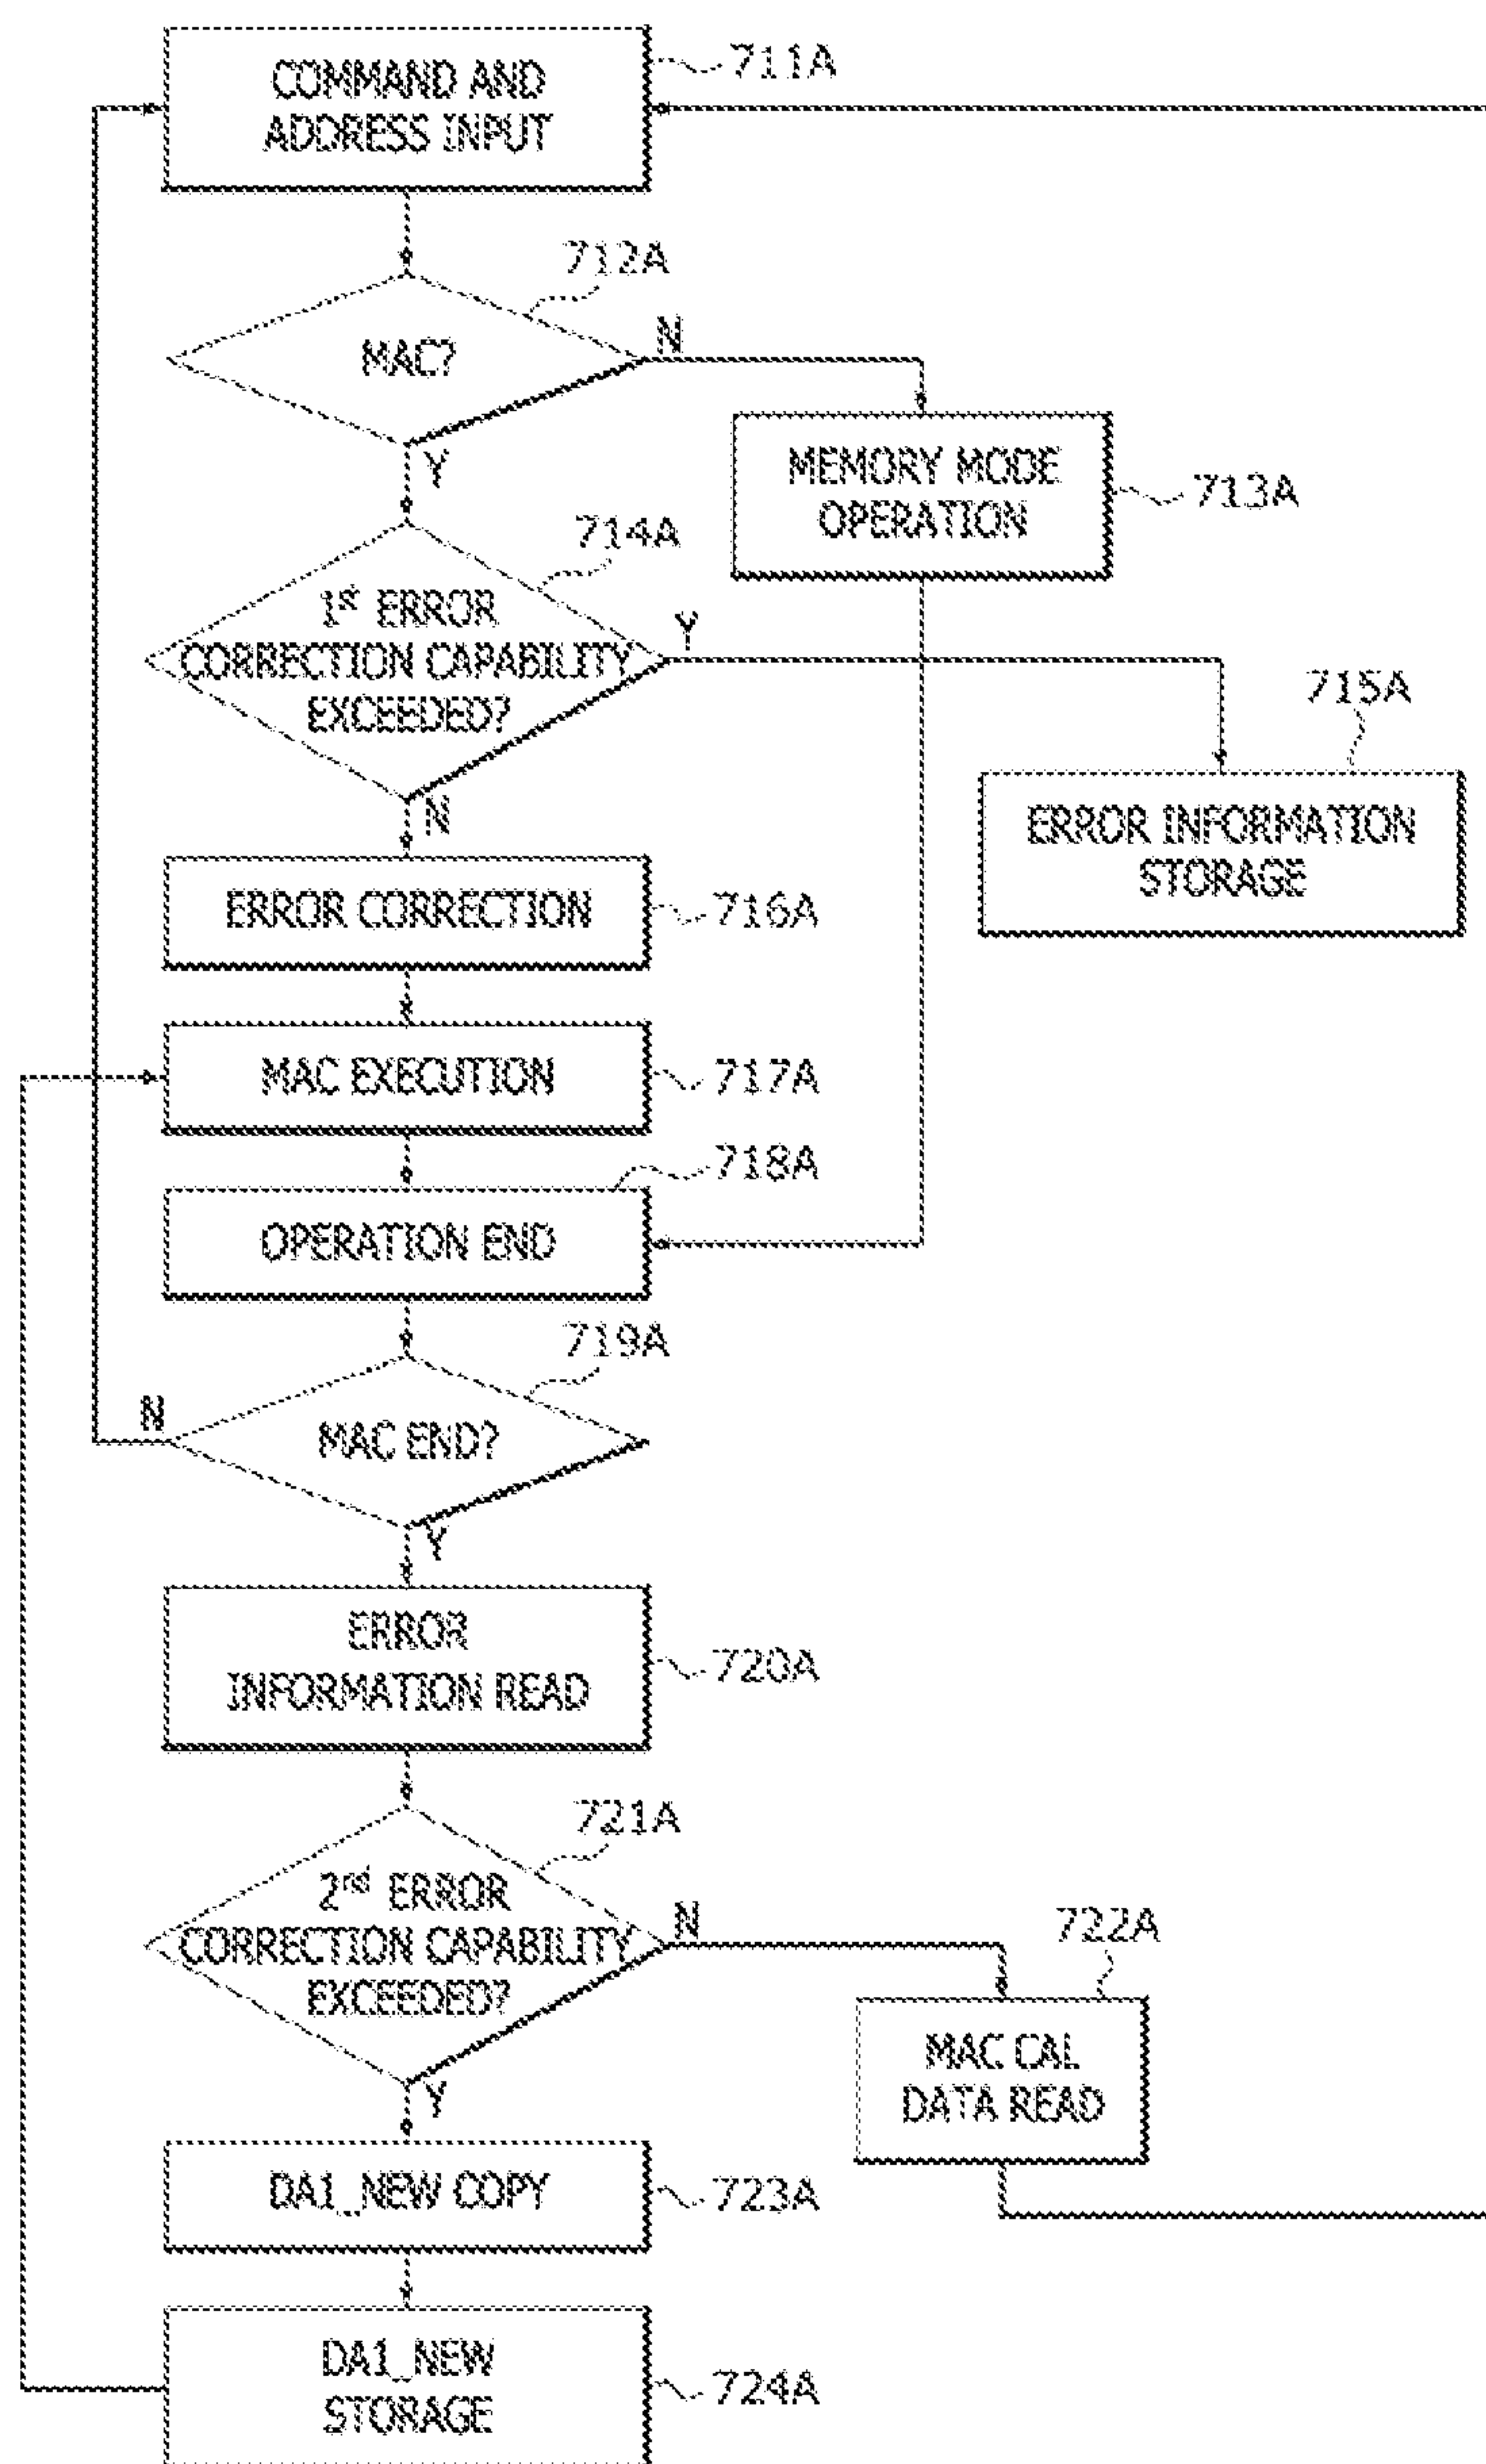 COMMAND AND
ADDRESS INPUT
711A
712A
MAC?
N
Y
MEMORY MODE
OPERATION
713A
714A
1st ERROR
CORRECTION CAPABILITY
EXCEEDED?
Y
N
715A
ERROR INFORMATION
STORAGE
ERROR CORRECTION
716A
MAC EXECUTION
717A
718A
OPERATION END
719A
MAC END?
N
Y
ERROR
INFORMATION READ
720A
721A
2nd ERROR
CORRECTION CAPABILITY
EXCEEDED?
N
Y
722A
MAC CAL
DATA READ
DA1_NEW COPY
723A
DA1_NEW
STORAGE
724A